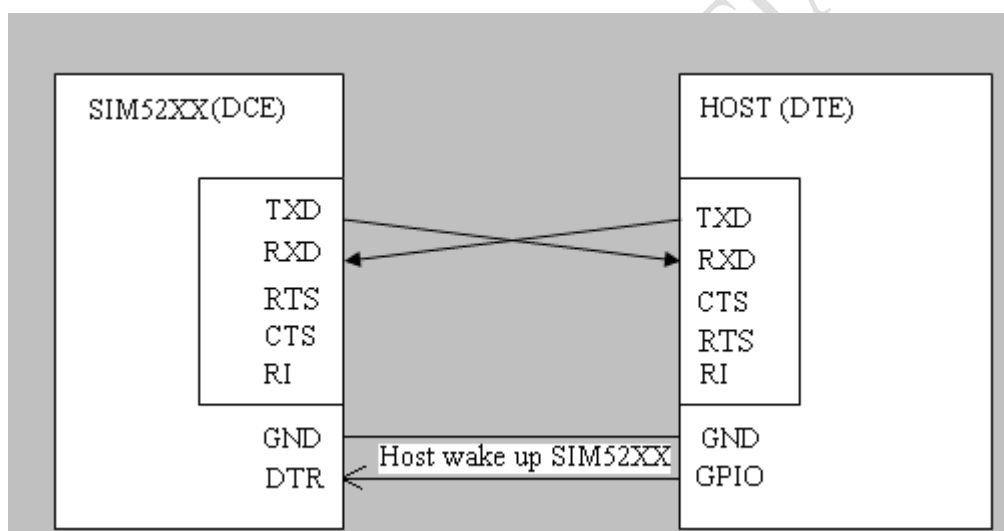 SIM52XX(DCE)
TXD
RXD
RTS
CTS
RI
GND
DTR
Host wake up SIM52XX
HOST (DTE)
TXD
RXD
CTS
RTS
RI
GND
GPIO